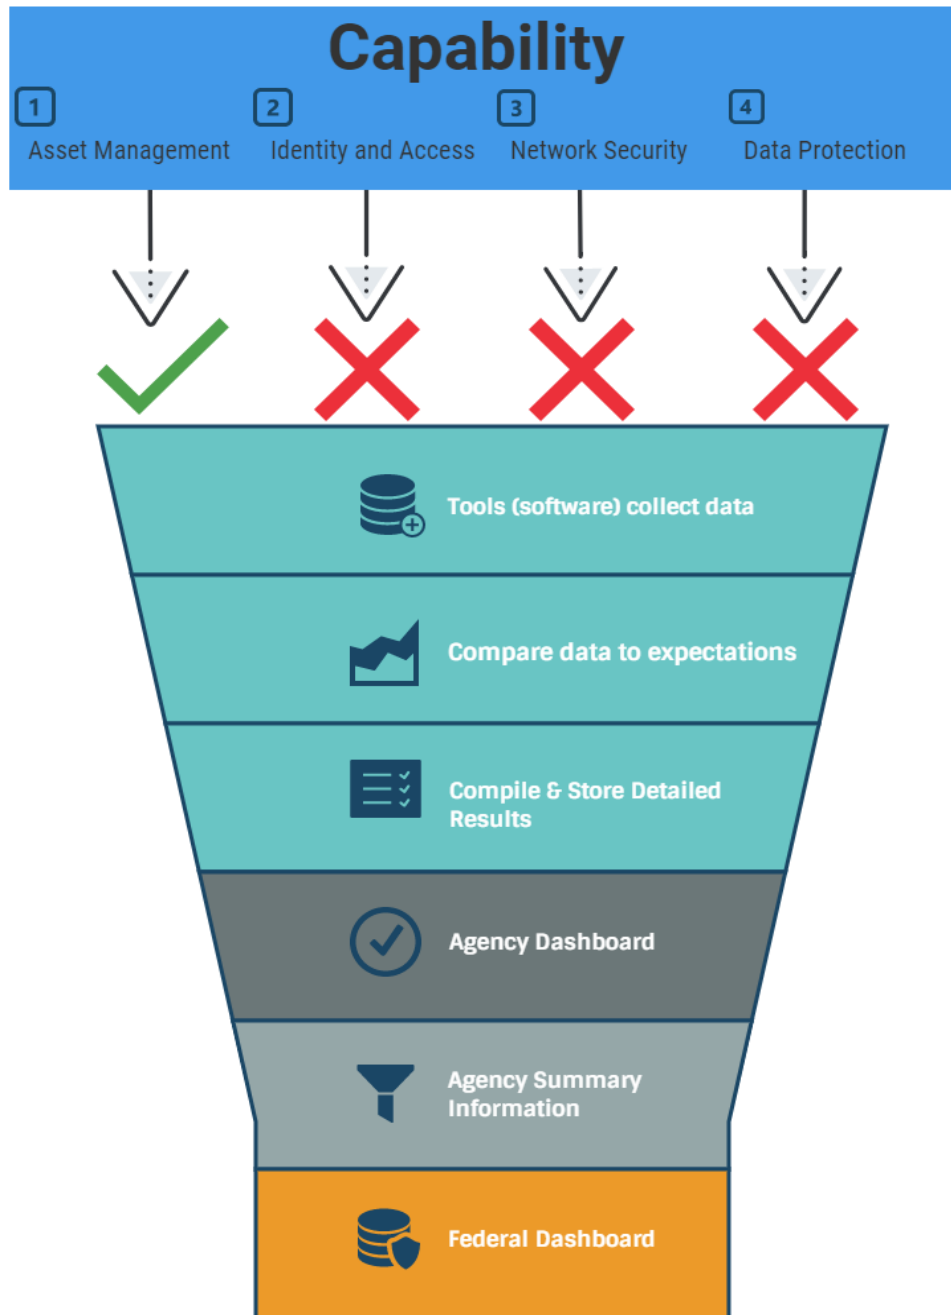 Capability
1
2
3
4
Asset Management
Identity and Access
Network Security
Data Protection
Tools (software) collect data
Compare data to expectations
Compile & Store Detailed
Results
Agency Dashboard
Agency Summary
Information
Federal Dashboard